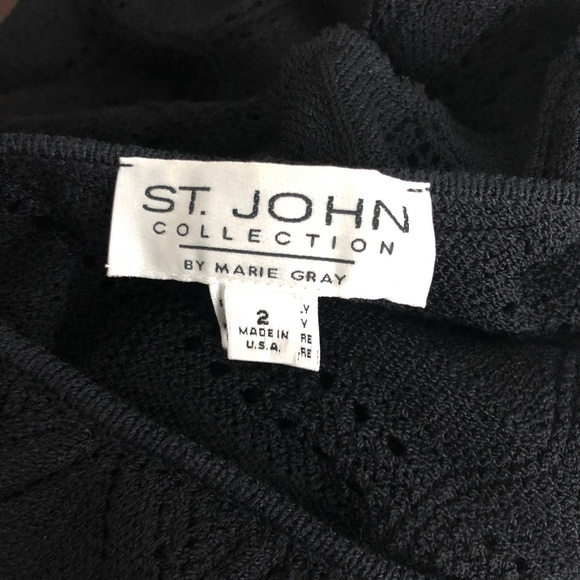 ST. JOHN
COLLECTION
BY MARIE GRAY
2
MADE IN
U.S.A.